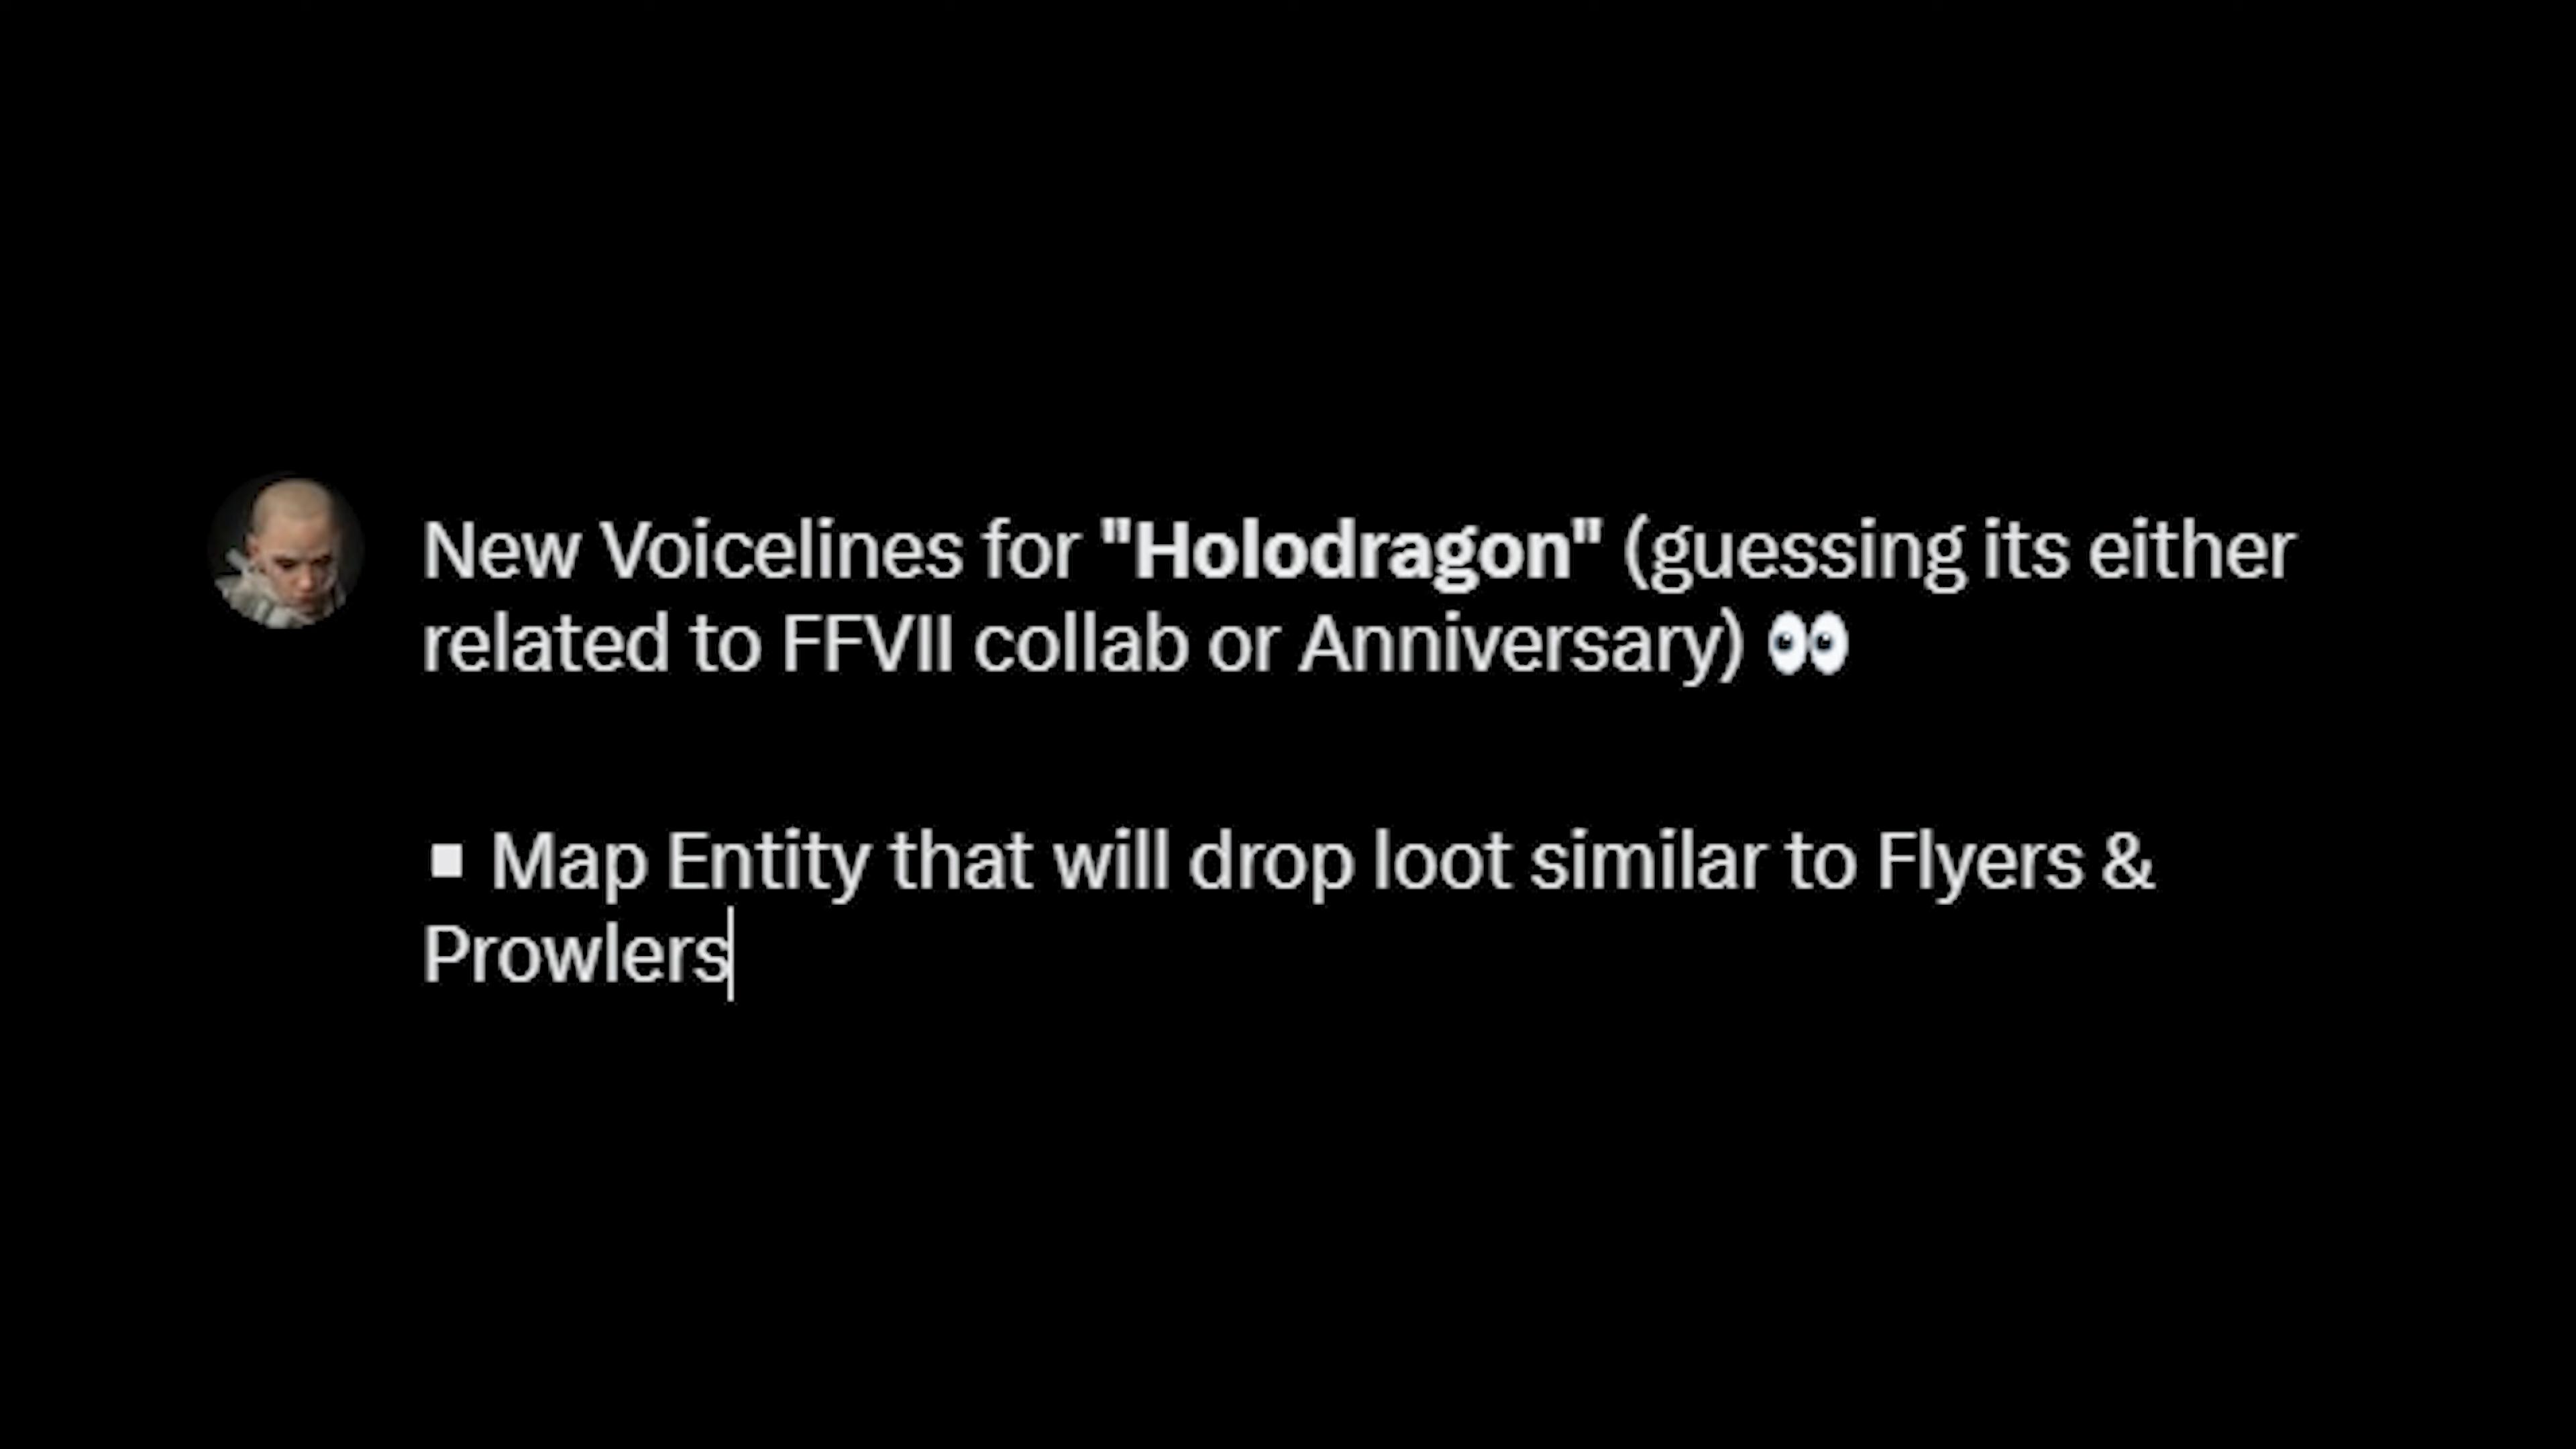 New Voicelines for "Holodragon" (guessing its either
related to FFVII collab or Anniversary) 👀
▪ Map Entity that will drop loot similar to Flyers &
Prowlers